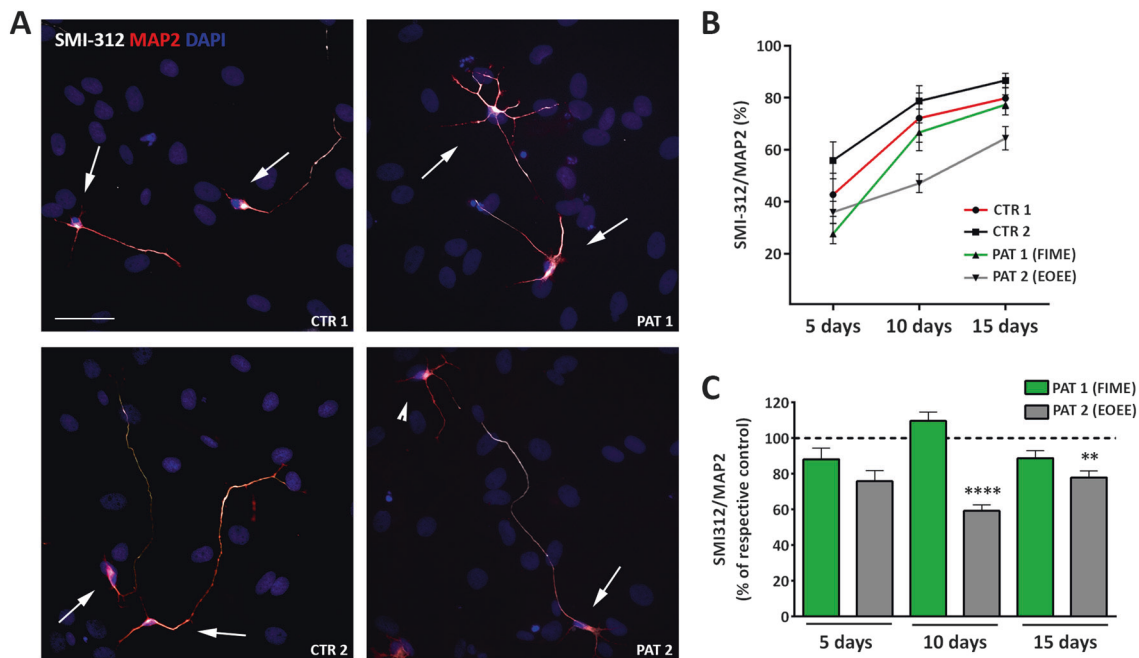 A
SMI-312 MAP2 DAPI
CTR 1
PAT 1
CTR 2
PAT 2
B
SMI-312/MAP2 (%)
100
80
60
40
20
CTR 1
CTR 2
PAT 1 (FIME)
PAT 2 (EOEE)
5 days 10 days 15 days
C
PAT 1 (FIME)
PAT 2 (EOEE)
SMI312/MAP2
(% of respective control)
120
100
80
60
40
20
0
****
**
5 days 10 days 15 days